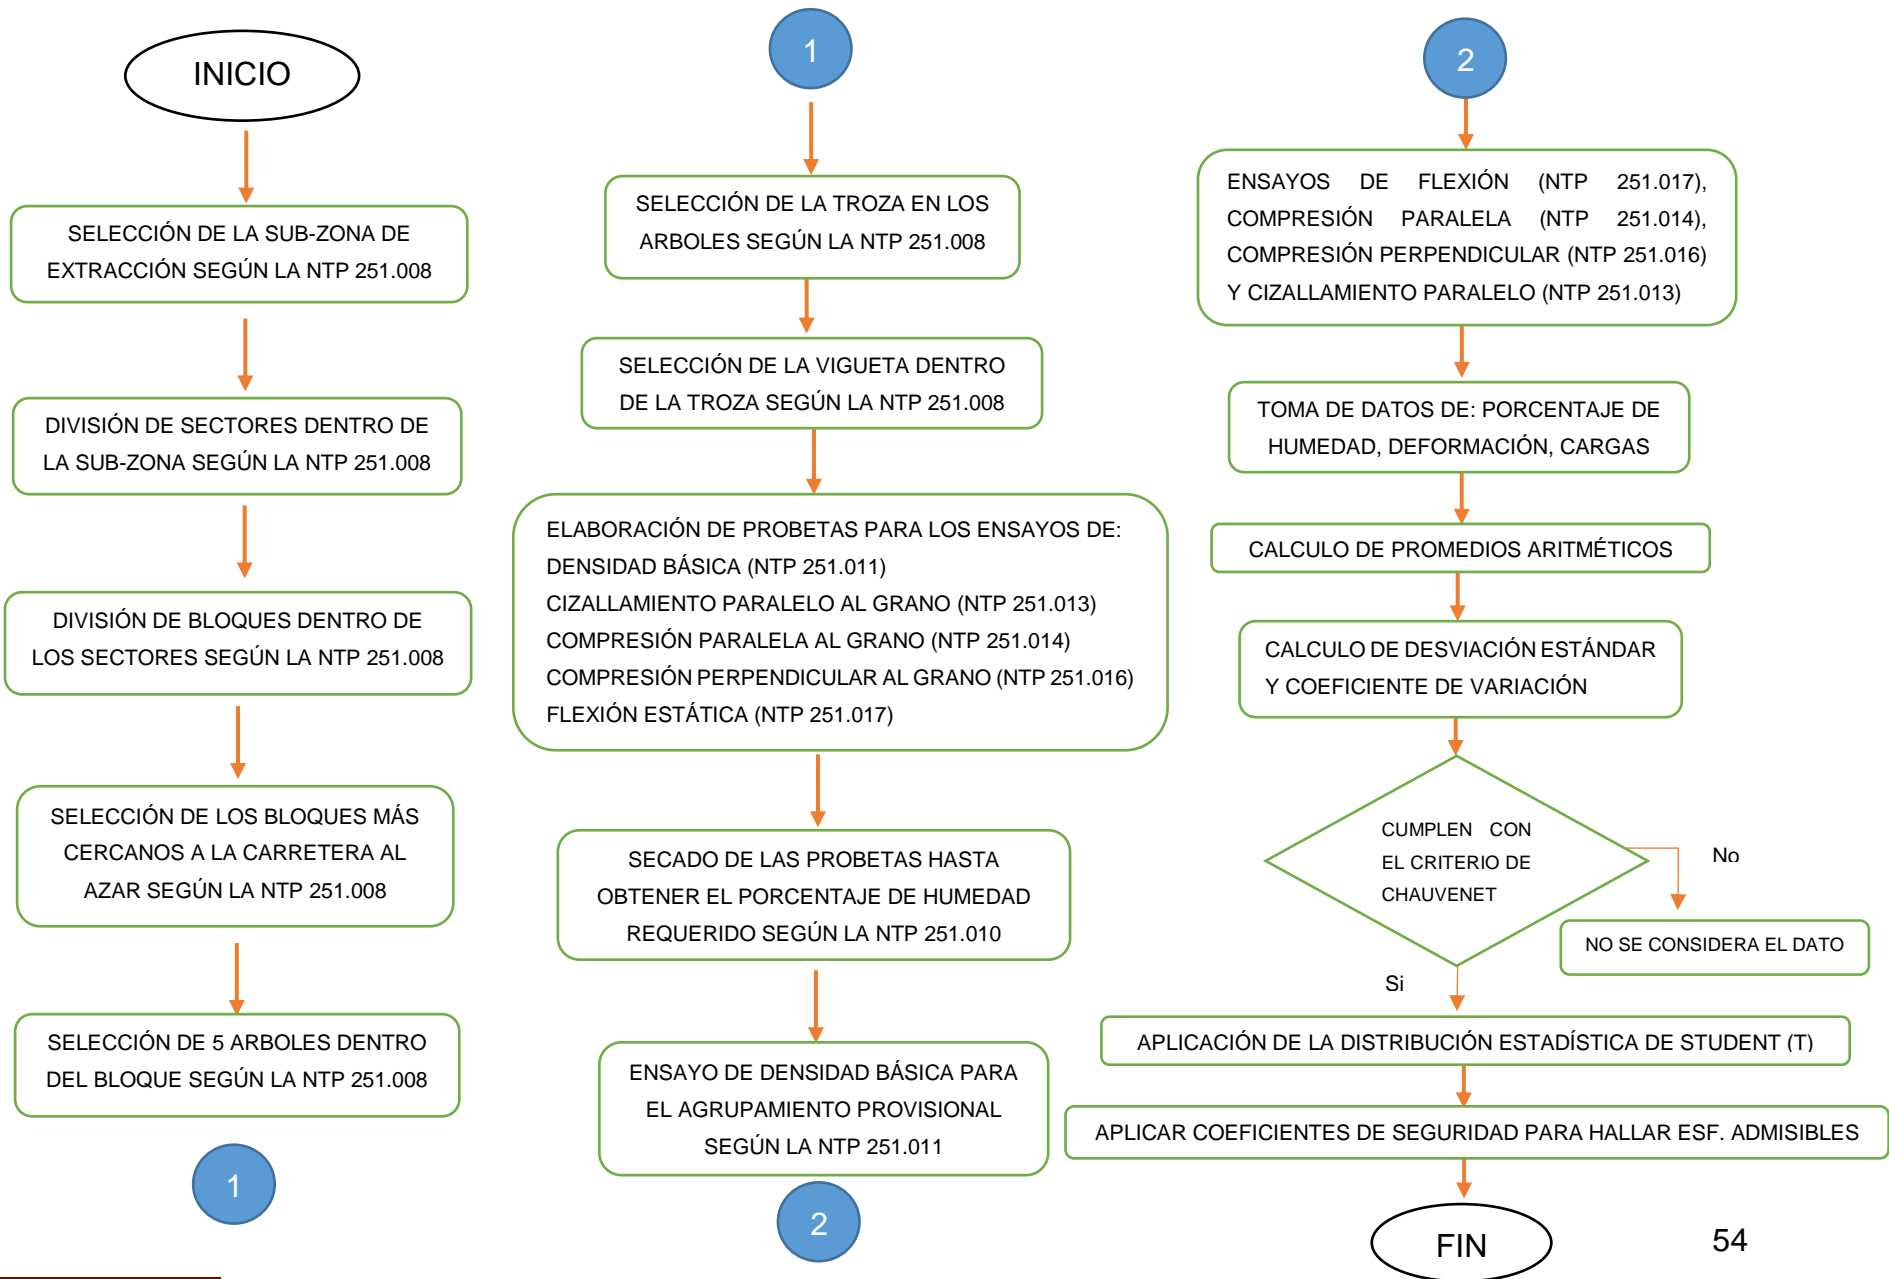 INICIO
SELECCIÓN DE LA SUB-ZONA DE
EXTRACCIÓN SEGÚN LA NTP 251.008
DIVISIÓN DE SECTORES DENTRO DE
LA SUB-ZONA SEGÚN LA NTP 251.008
DIVISIÓN DE BLOQUES DENTRO DE
LOS SECTORES SEGÚN LA NTP 251.008
SELECCIÓN DE LOS BLOQUES MÁS
CERCANOS A LA CARRETERA AL
AZAR SEGÚN LA NTP 251.008
SELECCIÓN DE 5 ARBOLES DENTRO
DEL BLOQUE SEGÚN LA NTP 251.008
1
1
SELECCIÓN DE LA TROZA EN LOS
ARBOLES SEGÚN LA NTP 251.008
SELECCIÓN DE LA VIGUETA DENTRO
DE LA TROZA SEGÚN LA NTP 251.008
ELABORACIÓN DE PROBETAS PARA LOS ENSAYOS DE:
DENSIDAD BÁSICA (NTP 251.011)
CIZALLAMIENTO PARALELO AL GRANO (NTP 251.013)
COMPRESIÓN PARALELA AL GRANO (NTP 251.014)
COMPRESIÓN PERPENDICULAR AL GRANO (NTP 251.016)
FLEXIÓN ESTÁTICA (NTP 251.017)
SECADO DE LAS PROBETAS HASTA
OBTENER EL PORCENTAJE DE HUMEDAD
REQUERIDO SEGÚN LA NTP 251.010
ENSAYO DE DENSIDAD BÁSICA PARA
EL AGRUPAMIENTO PROVISIONAL
SEGÚN LA NTP 251.011
2
2
ENSAYOS DE FLEXIÓN (NTP 251.017),
COMPRESIÓN PARALELA (NTP 251.014),
COMPRESIÓN PERPENDICULAR (NTP 251.016)
Y CIZALLAMIENTO PARALELO (NTP 251.013)
TOMA DE DATOS DE: PORCENTAJE DE
HUMEDAD, DEFORMACIÓN, CARGAS
CALCULO DE PROMEDIOS ARITMÉTICOS
CALCULO DE DESVIACIÓN ESTÁNDAR
Y COEFICIENTE DE VARIACIÓN
CUMPLEN CON
EL CRITERIO DE
CHAUVENET
No
NO SE CONSIDERA EL DATO
Si
APLICACIÓN DE LA DISTRIBUCIÓN ESTADÍSTICA DE STUDENT (T)
APLICAR COEFICIENTES DE SEGURIDAD PARA HALLAR ESF. ADMISIBLES
FIN
54